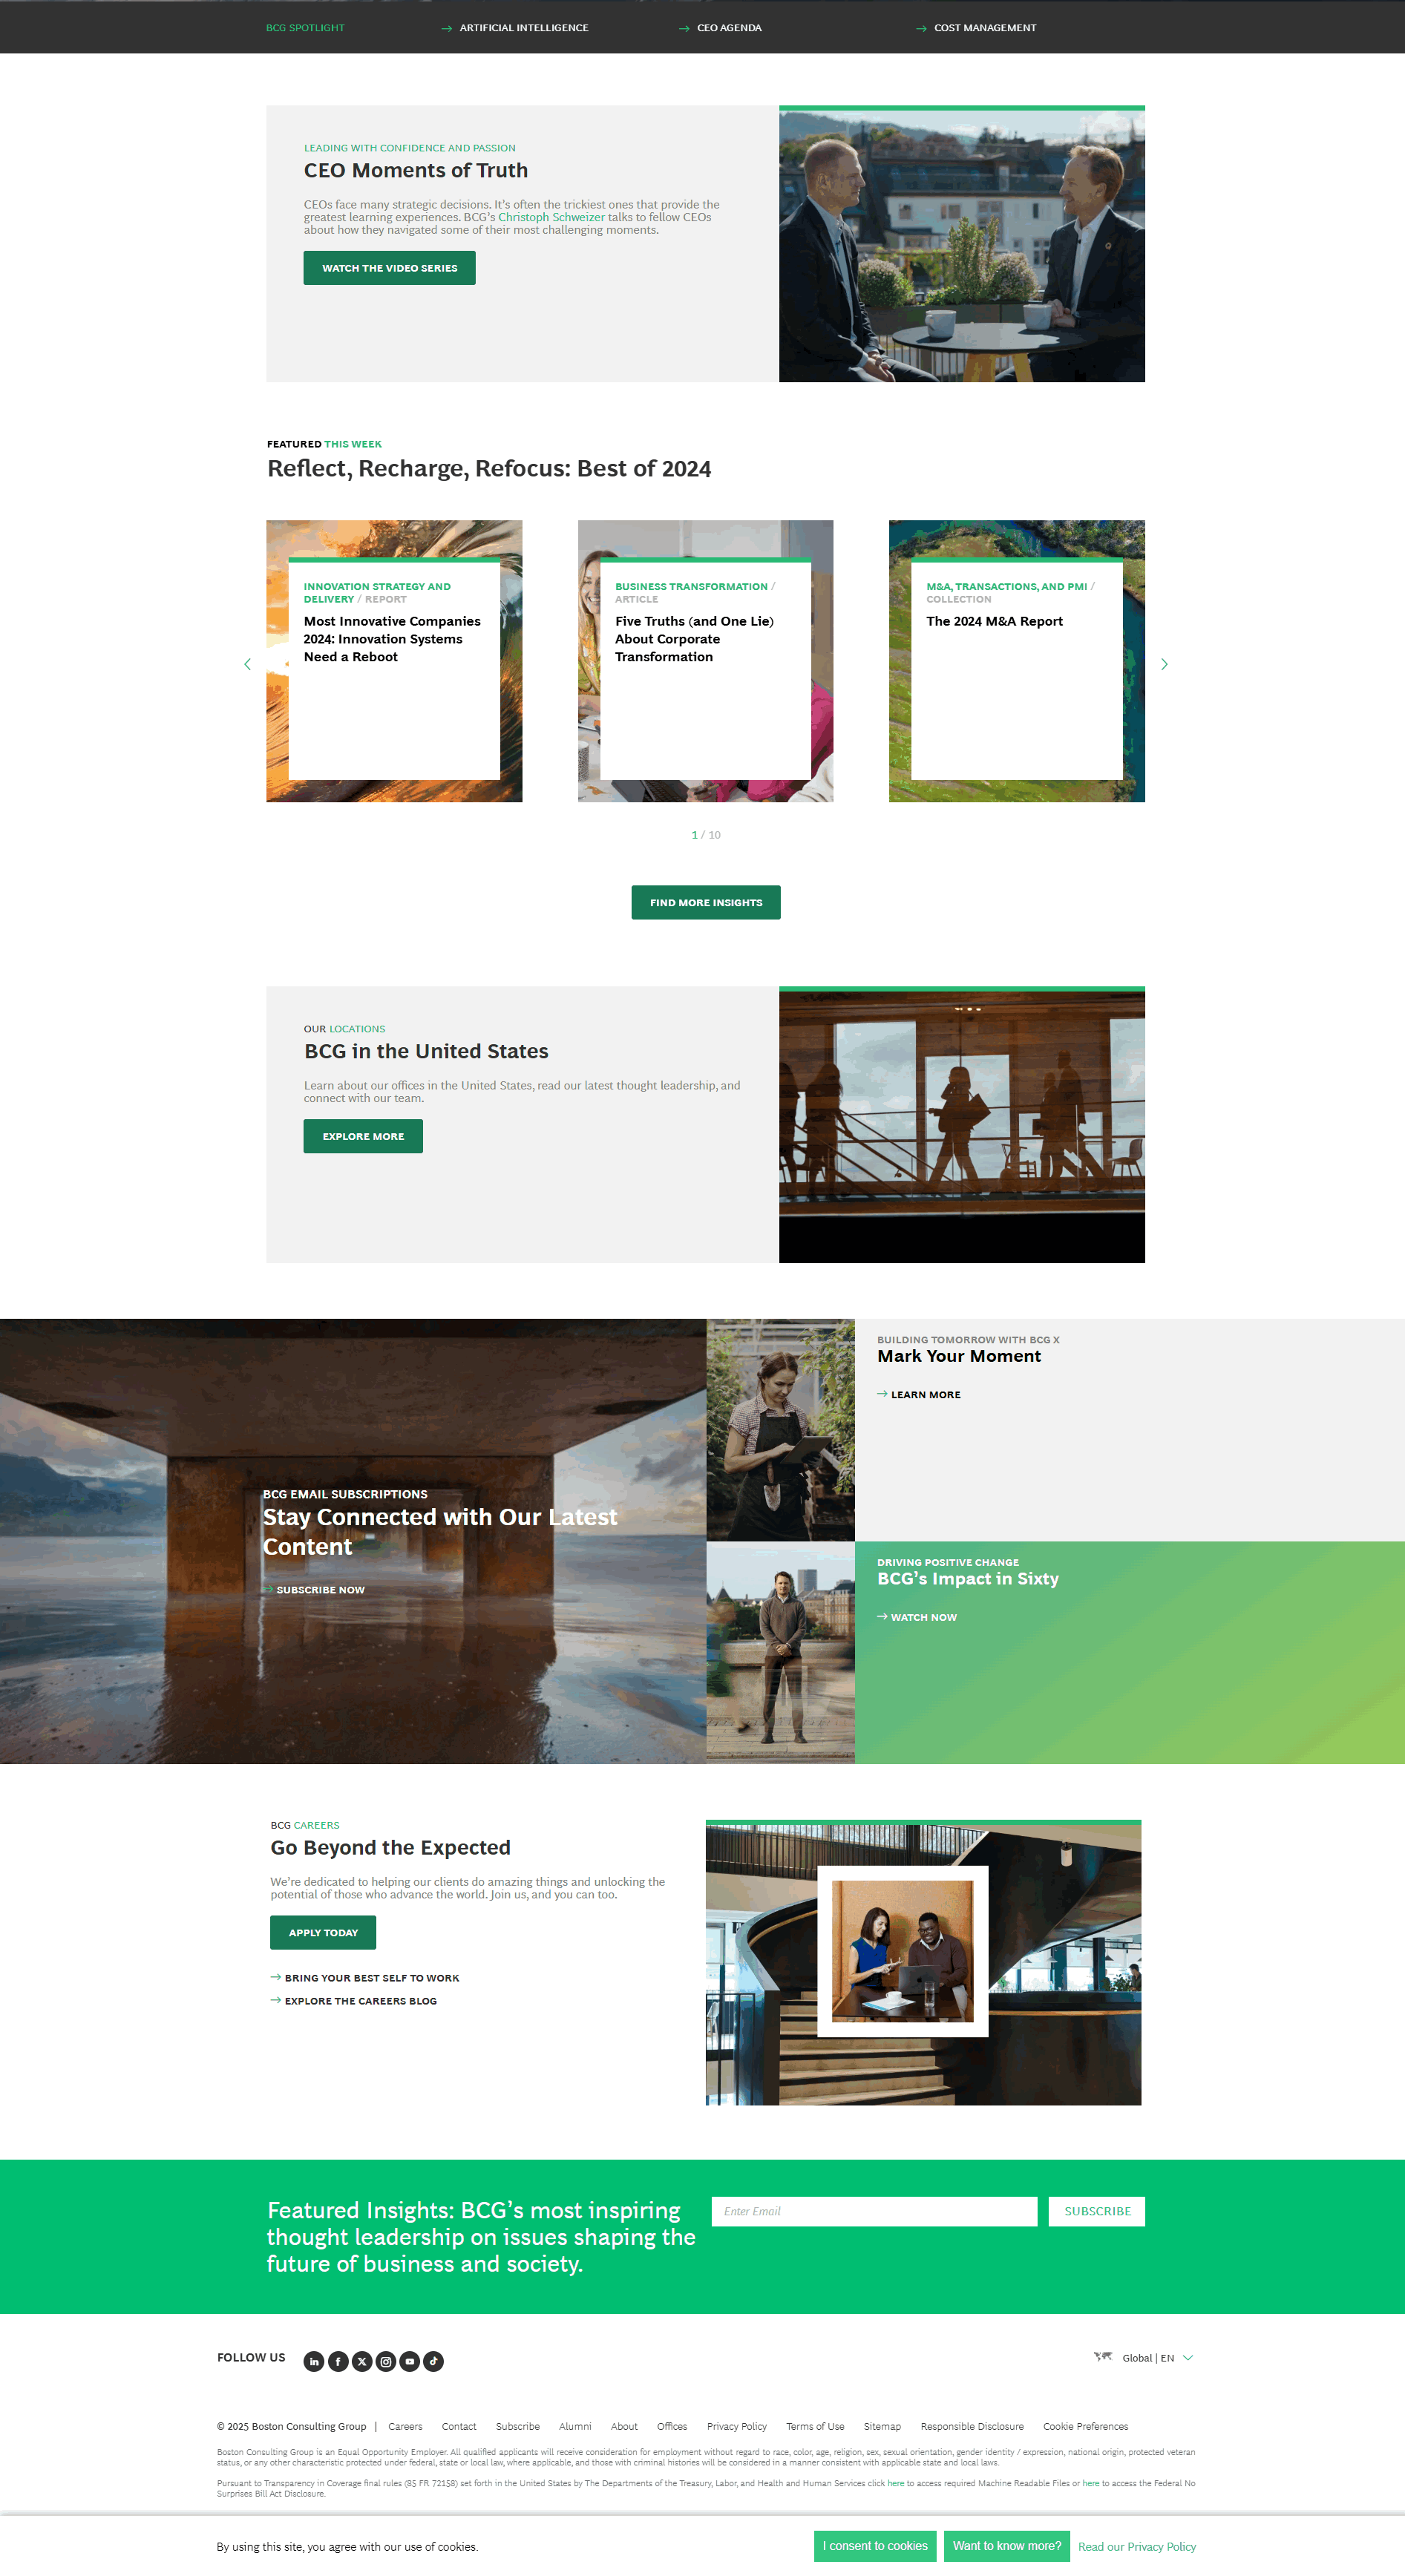 BCG SPOTLIGHT
ARTIFICIAL INTELLIGENCE
CEO AGENDA
COST MANAGEMENT
LEADING WITH CONFIDENCE AND PASSION
CEO Moments of Truth
CEOs face many strategic decisions. It's often the trickiest ones that provide the
greatest learning experiences. BCG's Christoph Schweizer talks to fellow CEOs
about how they navigated some of their most challenging moments.
WATCH THE VIDEO SERIES
FEATURED THIS WEEK
Reflect, Recharge, Refocus: Best of 2024
INNOVATION STRATEGY AND
DELIVERY / REPORT
Most Innovative Companies
2024: Innovation Systems
Need a Reboot
BUSINESS TRANSFORMATION /
ARTICLE
Five Truths (and One Lie)
About Corporate
Transformation
M&A, TRANSACTIONS, AND PMI /
COLLECTION
The 2024 M&A Report
1 / 10
FIND MORE INSIGHTS
OUR LOCATIONS
BCG in the United States
Learn about our offices in the United States, read our latest thought leadership, and
connect with our team.
EXPLORE MORE
BCG EMAIL SUBSCRIPTIONS
Stay Connected with Our Latest
Content
SUBSCRIBE NOW
BUILDING TOMORROW WITH BCG X
Mark Your Moment
LEARN MORE
DRIVING POSITIVE CHANGE
BCG's Impact in Sixty
WATCH NOW
BCG CAREERS
Go Beyond the Expected
We're dedicated to helping our clients do amazing things and unlocking the
potential of those who advance the world. Join us, and you can too.
APPLY TODAY
BRING YOUR BEST SELF TO WORK
EXPLORE THE CAREERS BLOG
Featured Insights: BCG's most inspiring
thought leadership on issues shaping the
future of business and society.
Enter Email
SUBSCRIBE
FOLLOW US
Global | EN
© 2025 Boston Consulting Group | Careers Contact Subscribe Alumni About Offices Privacy Policy Terms of Use Sitemap Responsible Disclosure Cookie Preferences
Boston Consulting Group is an Equal Opportunity Employer. All qualified applicants will receive consideration for employment without regard to race, color, age, religion, sex, sexual orientation, gender identity / expression, national origin, protected veteran
status, or any other characteristic protected under federal, state or local law, where applicable, and those with criminal histories will be considered in a manner consistent with applicable state and local laws.
Pursuant to Transparency in Coverage final rules (85 FR 72158) set forth in the United States by The Departments of the Treasury, Labor, and Health and Human Services click here to access required Machine Readable Files or here to access the Federal No
Surprises Bill Act Disclosure.
By using this site, you agree with our use of cookies.
I consent to cookies
Want to know more?
Read our Privacy Policy